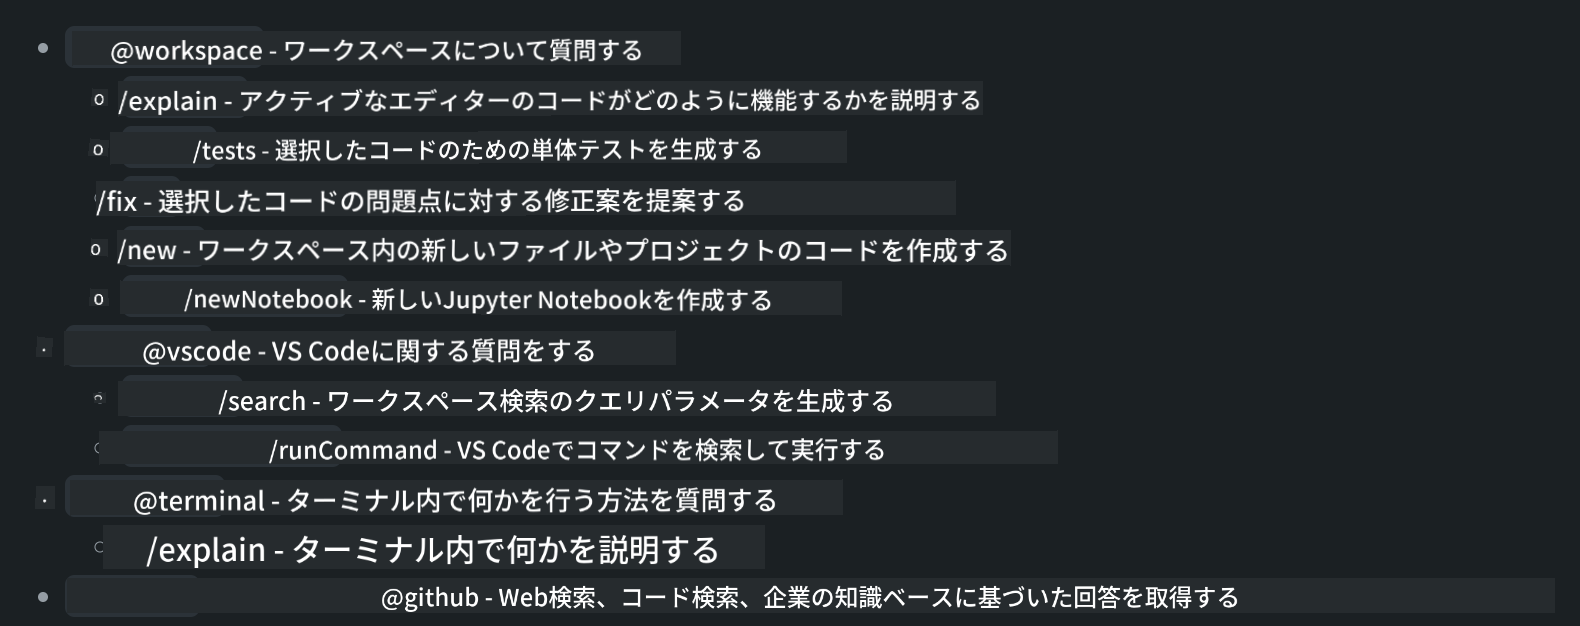 @workspace - ワークスペースについて質問する
/explain - アクティブなエディターのコードがどのように機能するかを説明する
/tests - 選択したコードのための単体テストを生成する
/fix - 選択したコードの問題点に対する修正案を提案する
/new - ワークスペース内の新しいファイルやプロジェクトのコードを作成する
/newNotebook - 新しいJupyter Notebookを作成する
@vscode - VS Codeに関する質問をする
/search - ワークスペース検索のクエリパラメータを生成する
/runCommand - VS Codeでコマンドを検索して実行する
@terminal - ターミナル内で何かを行う方法を質問する
/explain - ターミナル内で何かを説明する
@github - Web検索、コード検索、企業の知識ベースに基づいた回答を取得する